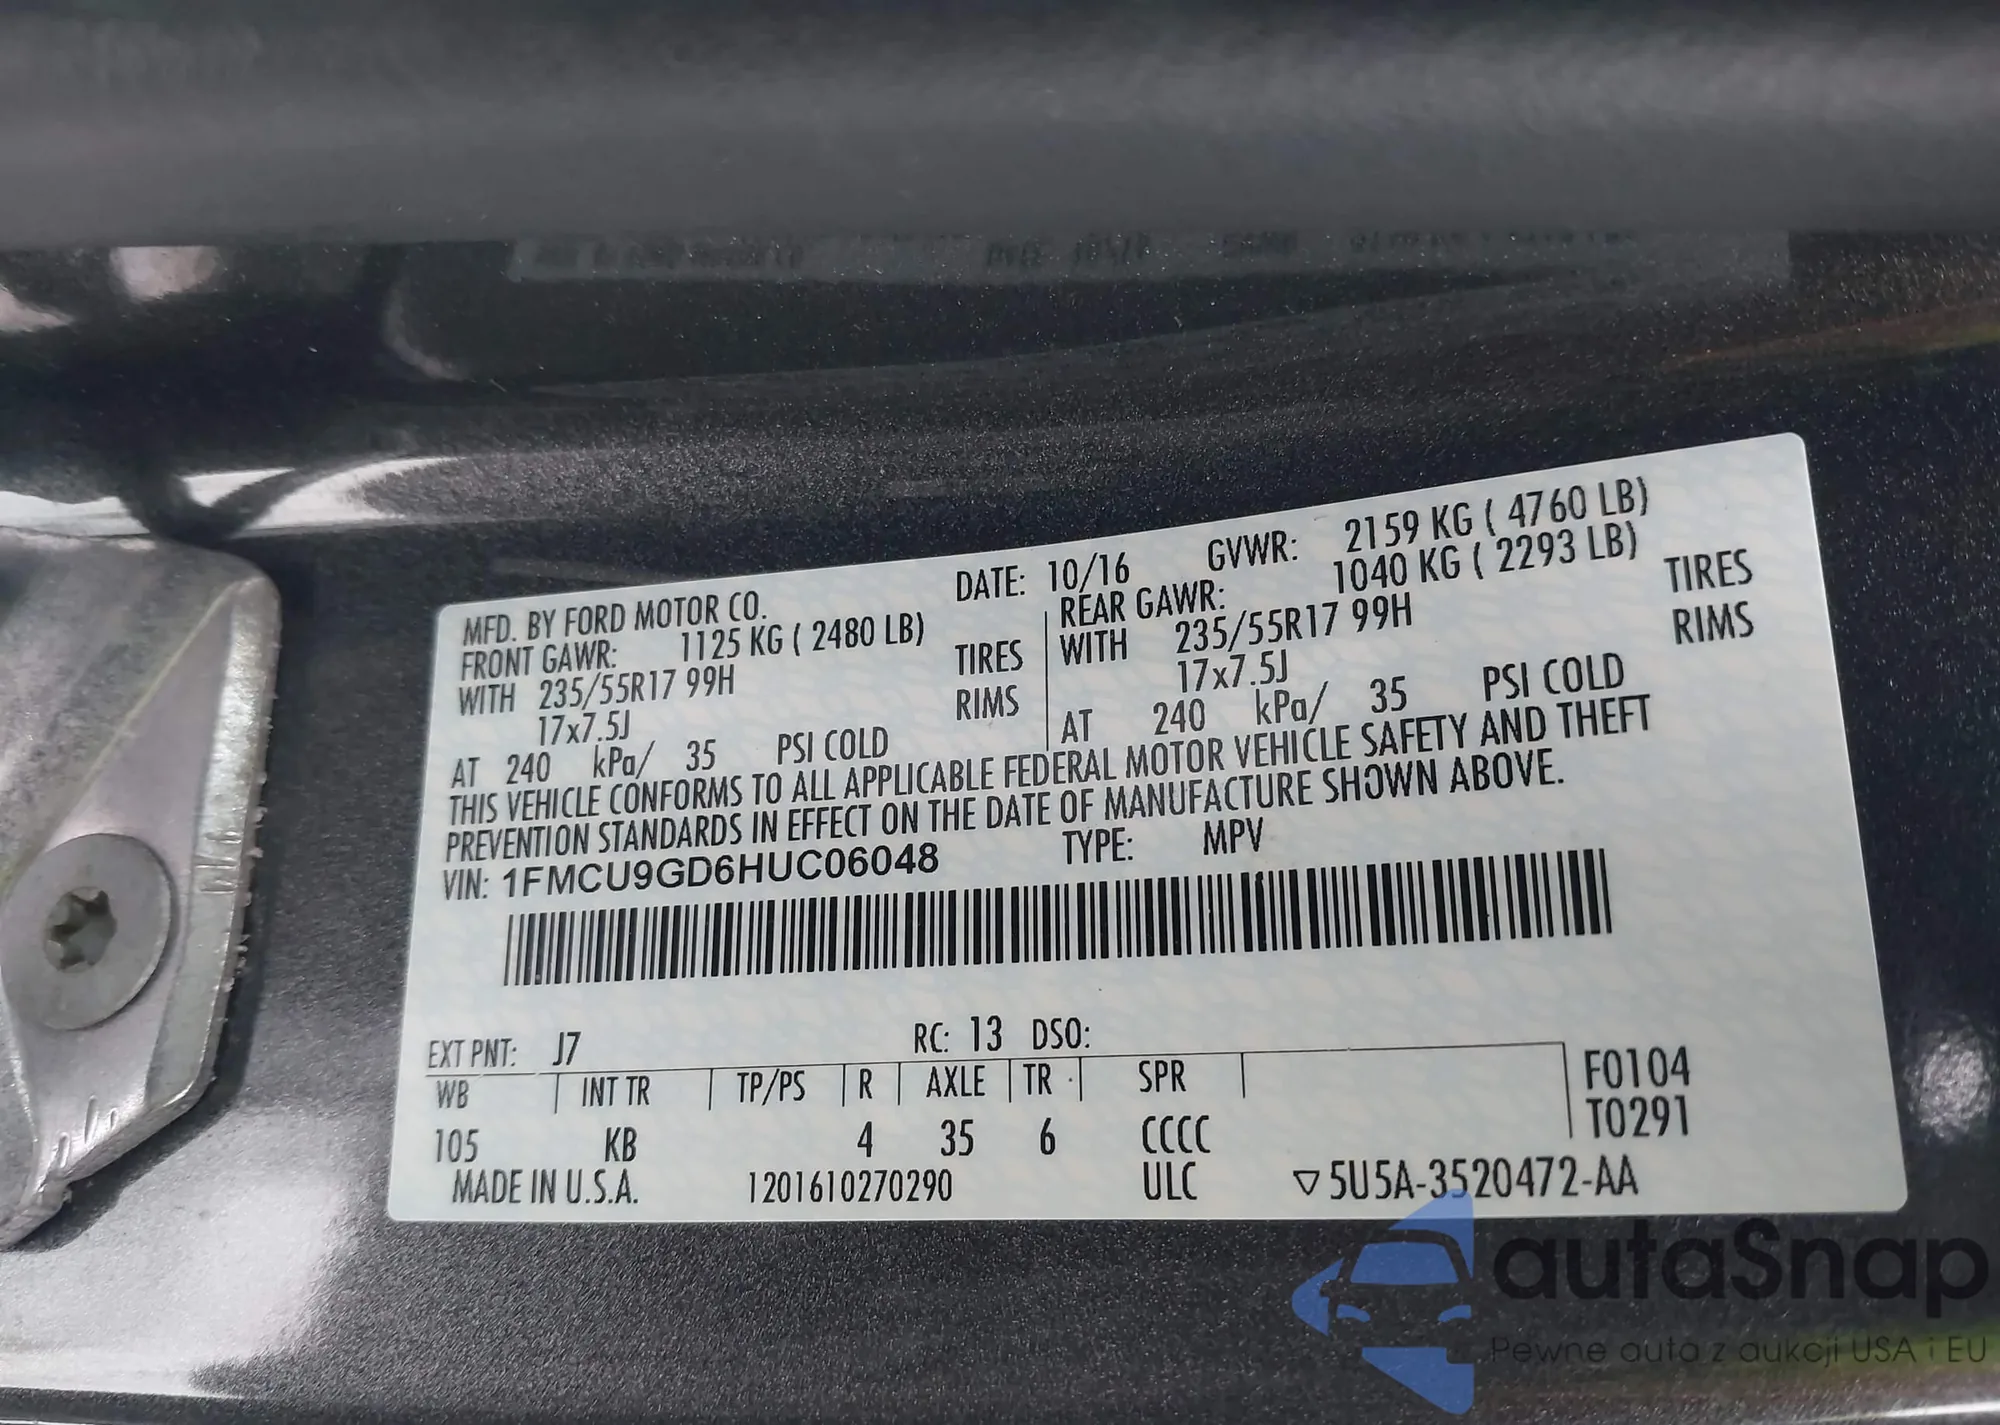 MFD. BY FORD MOTOR CO. DATE: 10/16 GVWR: 2159 KG ( 4760 LB)
FRONT GAWR: 1125 KG ( 2480 LB) REAR GAWR: 1040 KG ( 2293 LB)
WITH 235/55R17 99H TIRES WITH 235/55R17 99H TIRES
17x7.5J RIMS 17x7.5J RIMS
AT 240 kPa/ 35 PSI COLD AT 240 kPa/ 35 PSI COLD
THIS VEHICLE CONFORMS TO ALL APPLICABLE FEDERAL MOTOR VEHICLE SAFETY AND THEFT
PREVENTION STANDARDS IN EFFECT ON THE DATE OF MANUFACTURE SHOWN ABOVE.
VIN: 1FMCU9GD6HUC06048 TYPE: MPV
EXT PNT: J7 RC: 13 DSO:
WB INT TR TP/PS R AXLE TR SPR F0104
105 KB 4 35 6 CCCC T0291
MADE IN U.S.A. 1201610270290 ULC ▽5U5A-3520472-AA
autaSnap
Pewne auta z aukcji USA i EU